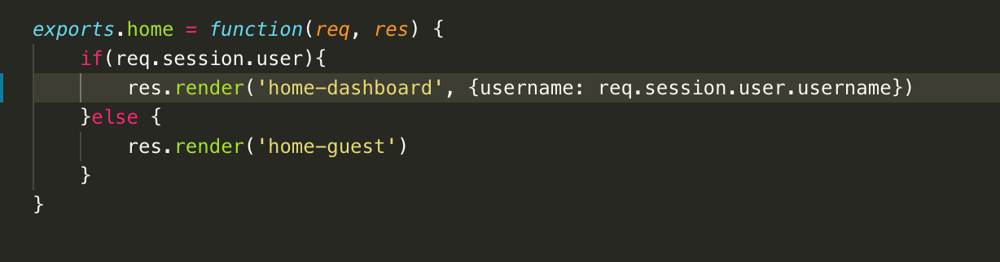 exports.home = function(req, res) {
    if(req.session.user){
        res.render('home-dashboard', {username: req.session.user.username})
    }else {
        res.render('home-guest')
    }
}